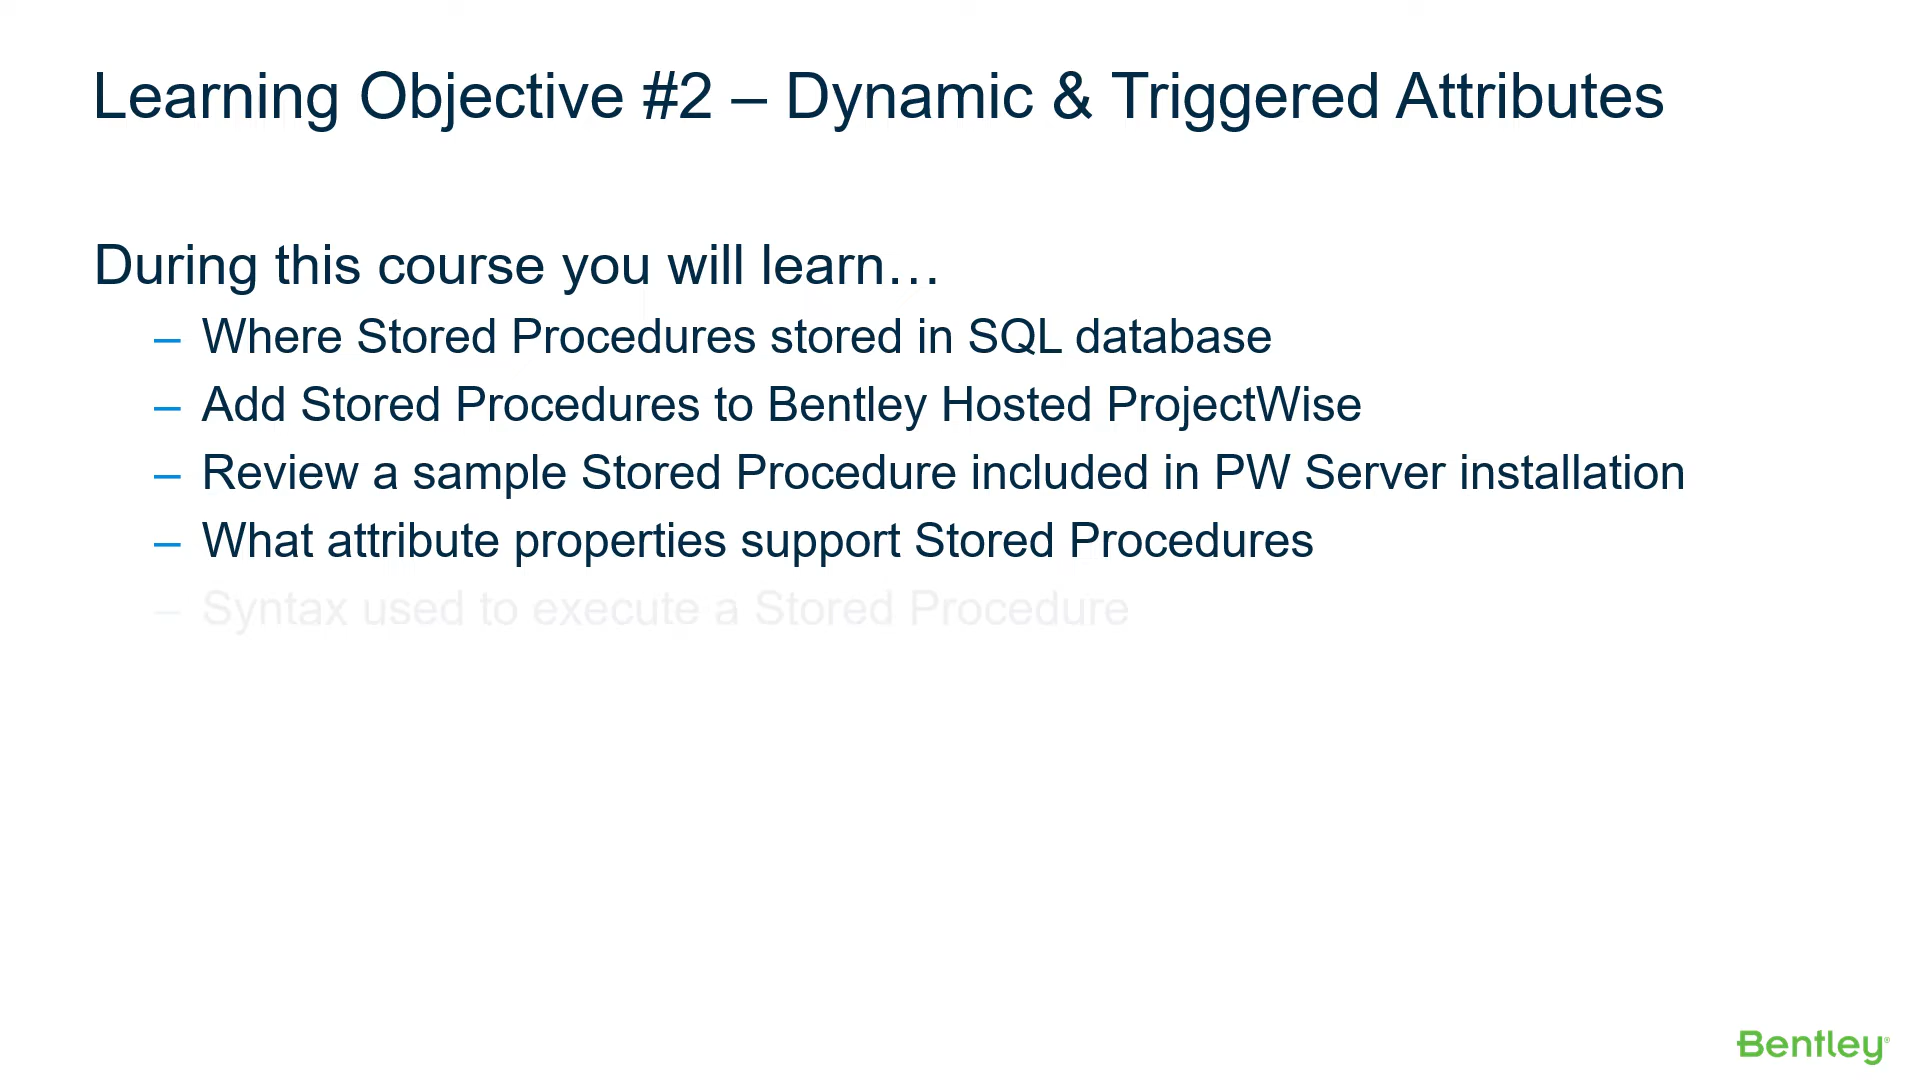 Learning Objective #2 – Dynamic & Triggered Attributes
During this course you will learn…
– Where Stored Procedures stored in SQL database
– Add Stored Procedures to Bentley Hosted ProjectWise
– Review a sample Stored Procedure included in PW Server installation
– What attribute properties support Stored Procedures
– Syntax used to execute a Stored Procedure
Bentley®